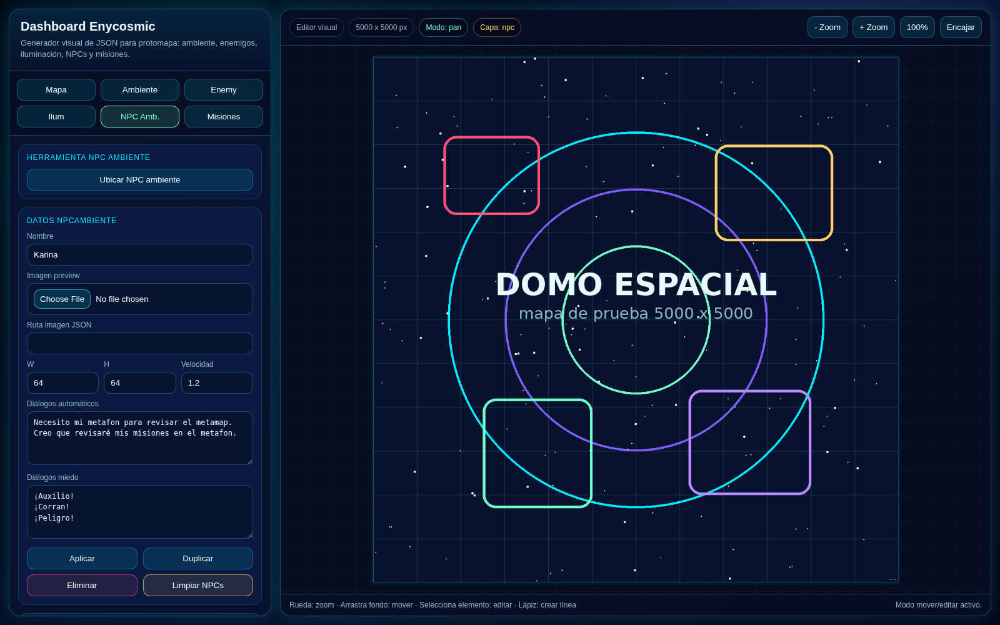 Dashboard Enycosmic
Generador visual de JSON para protomapa: ambiente, enemigos,
iluminación, NPCs y misiones.
Mapa
Ambiente
Enemy
Ilum
NPC Amb.
Misiones
HERRAMIENTA NPC AMBIENTE
Ubicar NPC ambiente
DATOS NPCAMBIENTE
Nombre
Karina
Imagen preview
Choose File No file chosen
Ruta imagen JSON
W H Velocidad
64 64 1.2
Diálogos automáticos
Necesito mi metafon para revisar el metamap.
Creo que revisaré mis misiones en el metafon.
Diálogos miedo
¡Auxilio!
¡Corran!
¡Peligro!
Aplicar
Duplicar
Eliminar
Limpiar NPCs
Editor visual
5000 x 5000 px
Modo: pan
Capa: npc
- Zoom
+ Zoom
100%
Encajar
DOMO ESPACIAL
mapa de prueba 5000 x 5000
Rueda: zoom · Arrastra fondo: mover · Selecciona elemento: editar · Lápiz: crear línea
Modo mover/editar activo.